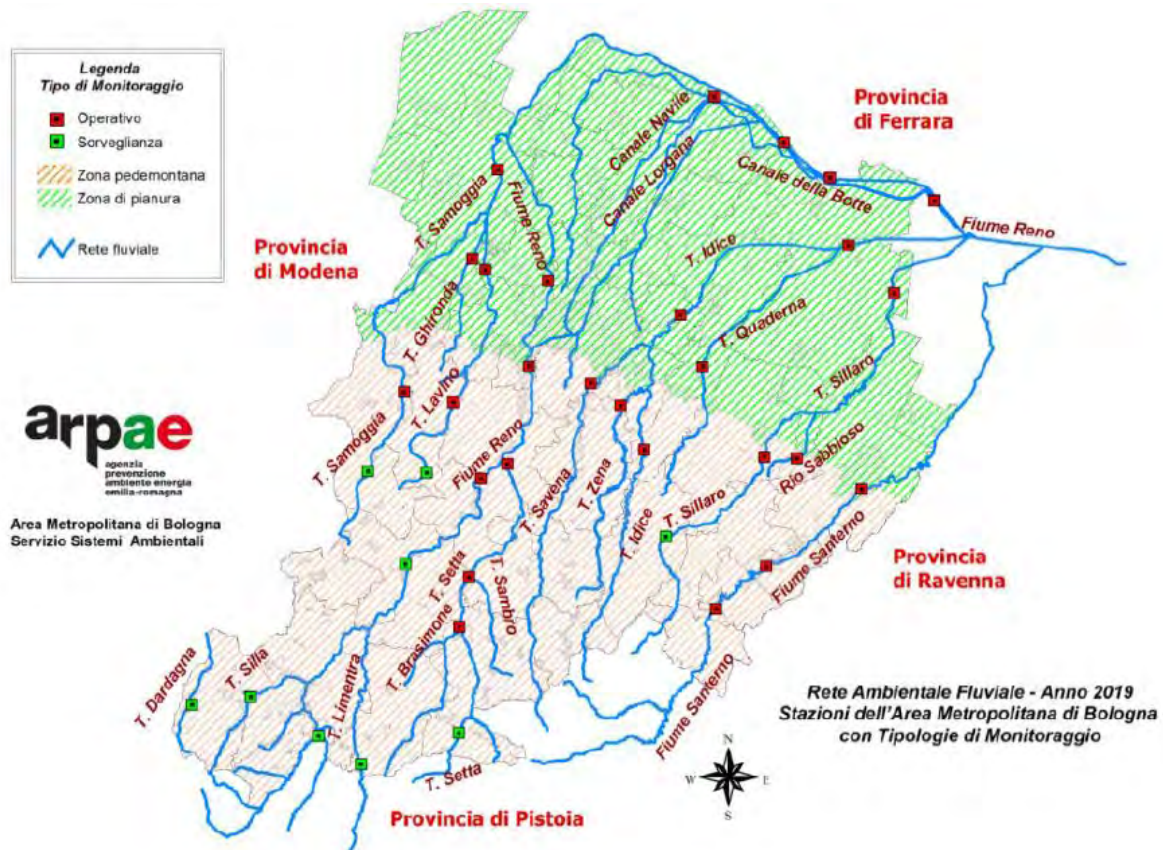 Legenda
Tipo di Monitoraggio
Operativo
Sorveglianza
Zona pedemontana
Zona di pianura
Rete fluviale
Provincia
di Ferrara
Canale Navile
Canale Lorgana
Canale della Botte
T. Samoggia
Fiume Reno
Fiume Reno
T. Idice
Provincia
di Modena
T. Ghironda
T. Quaderna
T. Lavino
T. Sillaro
arpae
agenzia
prevenzione
ambiente energia
emilia-romagna
Area Metropolitana di Bologna
Servizio Sistemi Ambientali
T. Samoggia
Fiume Reno
T. Savena
T. Zena
T. Idice
T. Sillaro
Rio Sabbioso
Fiume Santerno
Provincia
di Ravenna
T. Setta
T. Sambro
T. Brasimone
T. Dardagna
T. Silla
T. Limentra
Fiume Santerno
T. Setta
Rete Ambientale Fluviale - Anno 2019
Stazioni dell'Area Metropolitana di Bologna
con Tipologie di Monitoraggio
N
W
E
S
Provincia di Pistoia